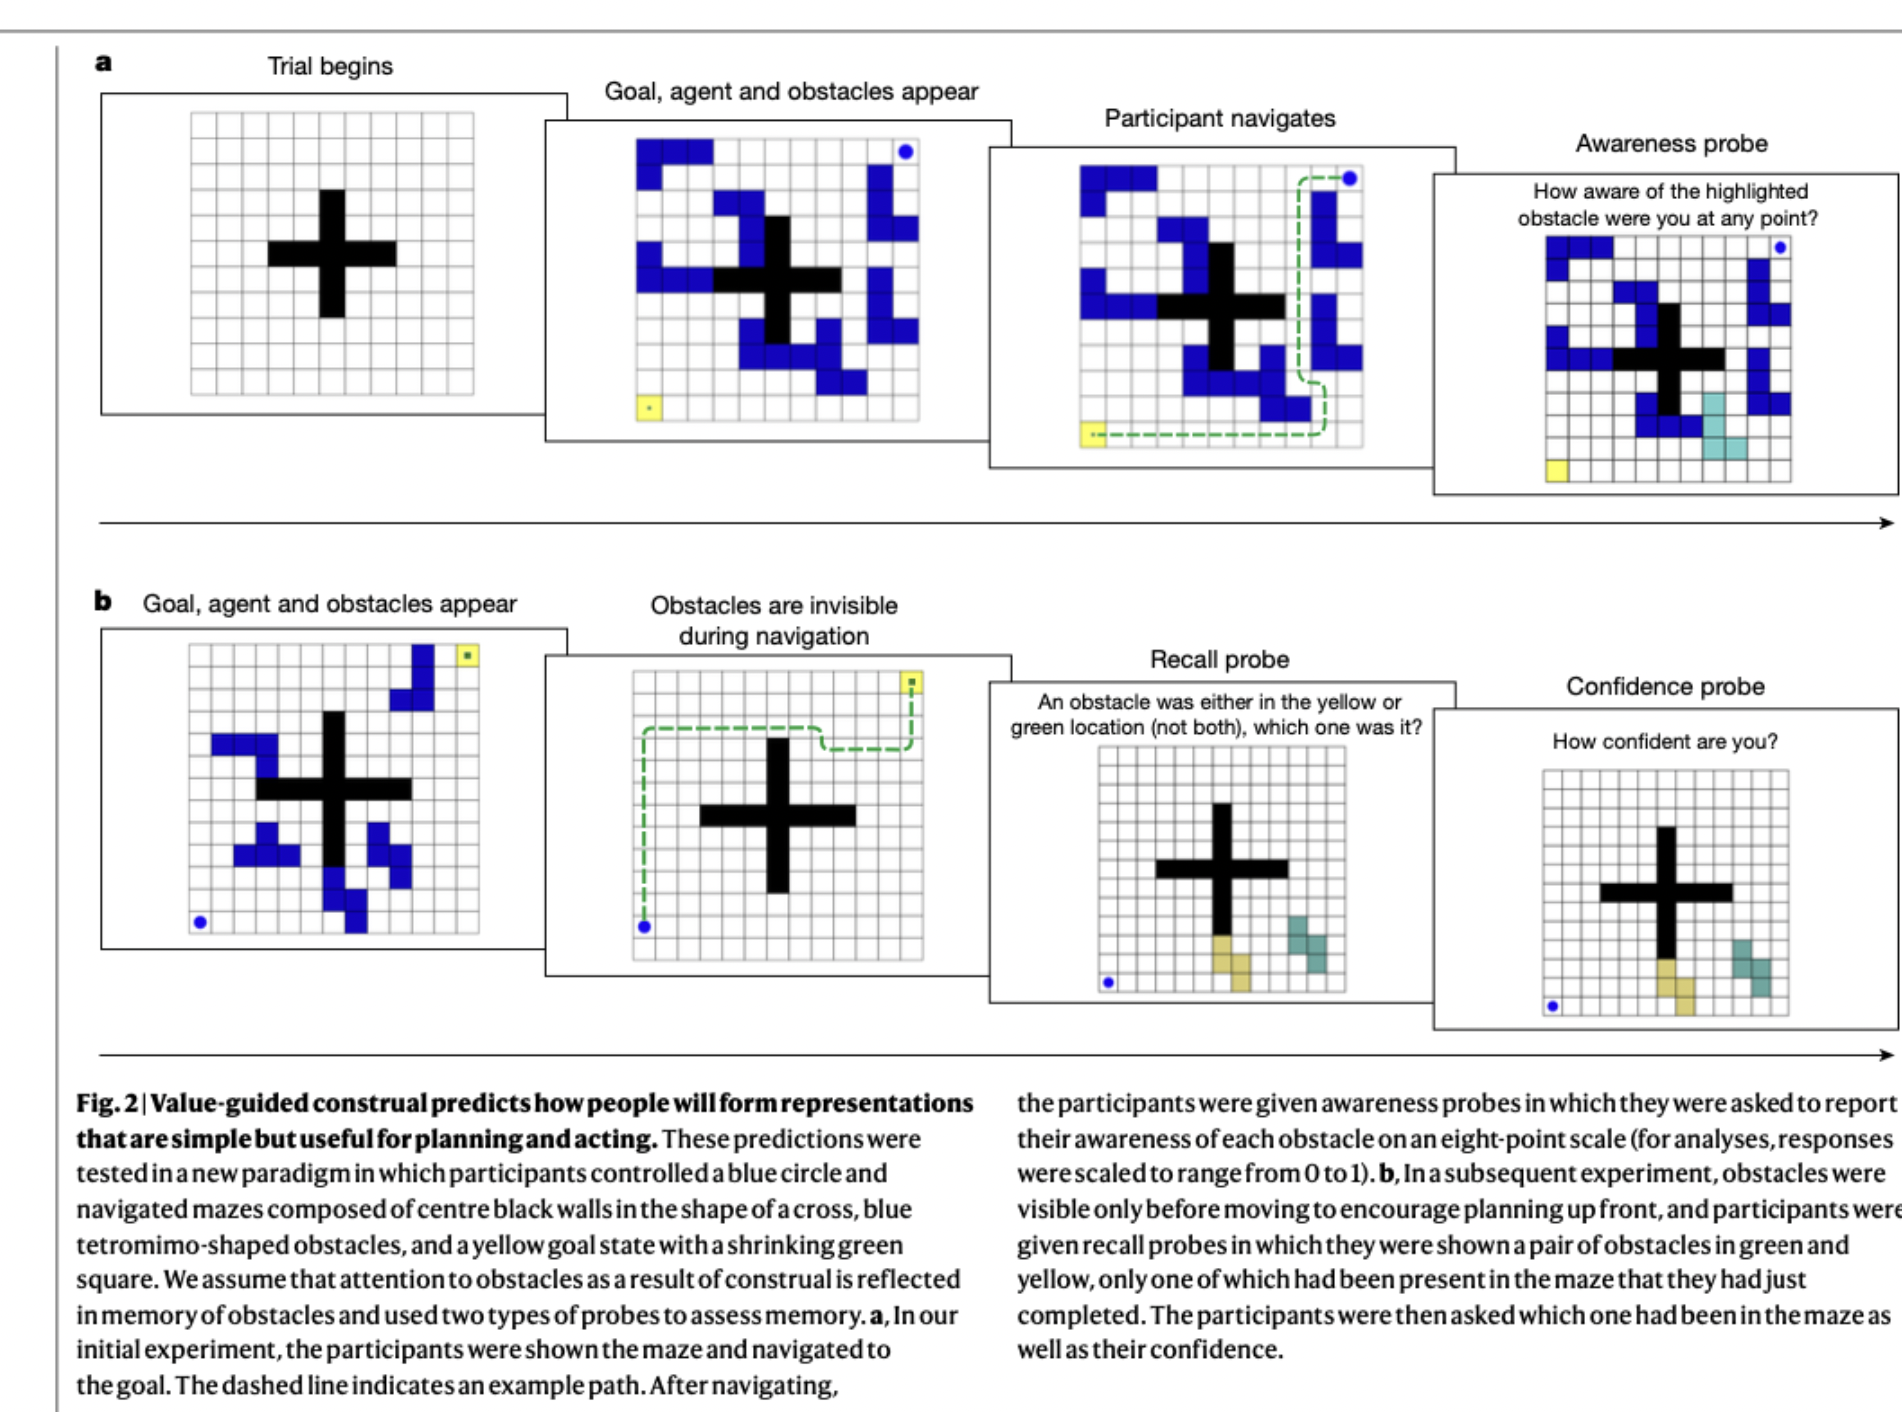 a
Trial begins
Goal, agent and obstacles appear
Participant navigates
Awareness probe
How aware of the highlighted
obstacle were you at any point?
b
Goal, agent and obstacles appear
Obstacles are invisible
during navigation
Recall probe
An obstacle was either in the yellow or
green location (not both), which one was it?
Confidence probe
How confident are you?
Fig. 2 | Value-guided construal predicts how people will form representations
that are simple but useful for planning and acting. These predictions were
tested in a new paradigm in which participants controlled a blue circle and
navigated mazes composed of centre black walls in the shape of a cross, blue
tetromimo-shaped obstacles, and a yellow goal state with a shrinking green
square. We assume that attention to obstacles as a result of construal is reflected
in memory of obstacles and used two types of probes to assess memory. a, In our
initial experiment, the participants were shown the maze and navigated to
the goal. The dashed line indicates an example path. After navigating,
the participants were given awareness probes in which they were asked to report
their awareness of each obstacle on an eight-point scale (for analyses, responses
were scaled to range from 0 to 1). b, In a subsequent experiment, obstacles were
visible only before moving to encourage planning up front, and participants were
given recall probes in which they were shown a pair of obstacles in green and
yellow, only one of which had been present in the maze that they had just
completed. The participants were then asked which one had been in the maze as
well as their confidence.